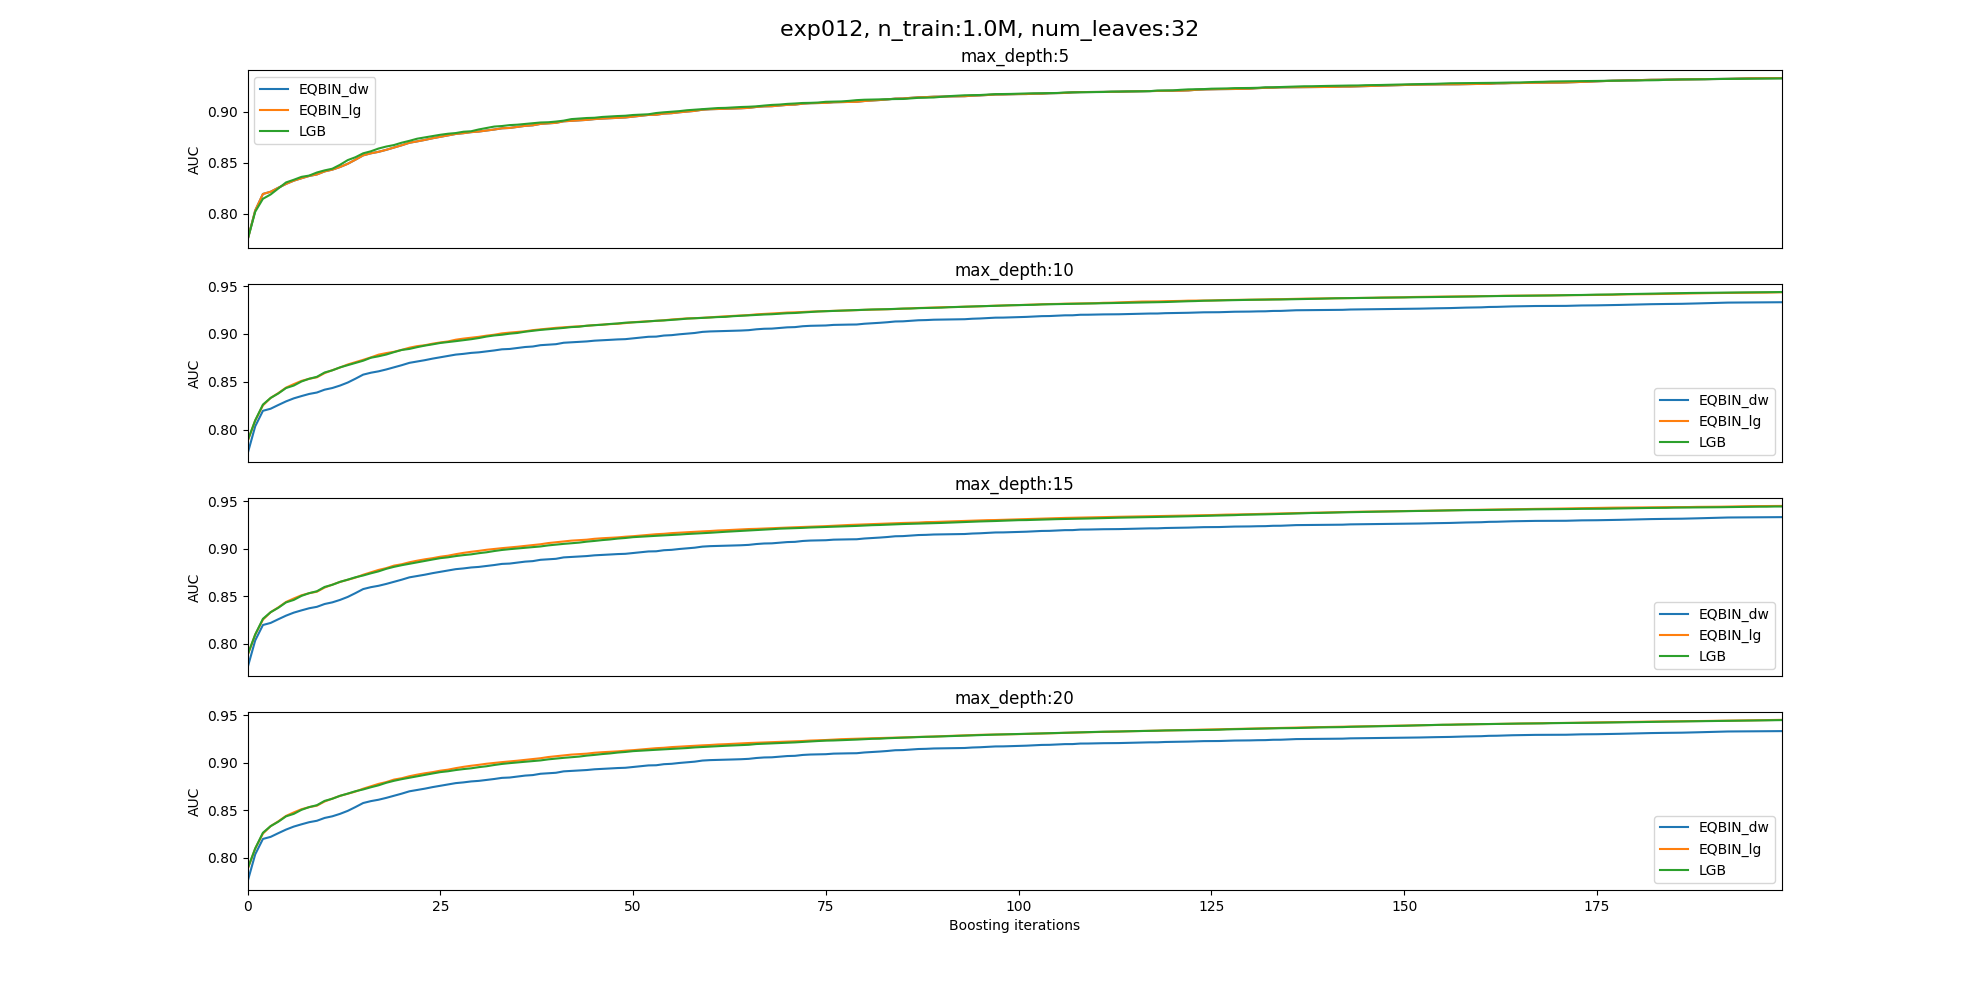 exp012, n_train:1.0M, num_leaves:32
max_depth:5
EQBIN_dw
EQBIN_lg
LGB
0.90
0.85
0.80
AUC
max_depth:10
0.95
0.90
0.85
0.80
AUC
EQBIN_dw
EQBIN_lg
LGB
max_depth:15
0.95
0.90
0.85
0.80
AUC
EQBIN_dw
EQBIN_lg
LGB
max_depth:20
0.95
0.90
0.85
0.80
AUC
EQBIN_dw
EQBIN_lg
LGB
0 25 50 75 100 125 150 175
Boosting iterations